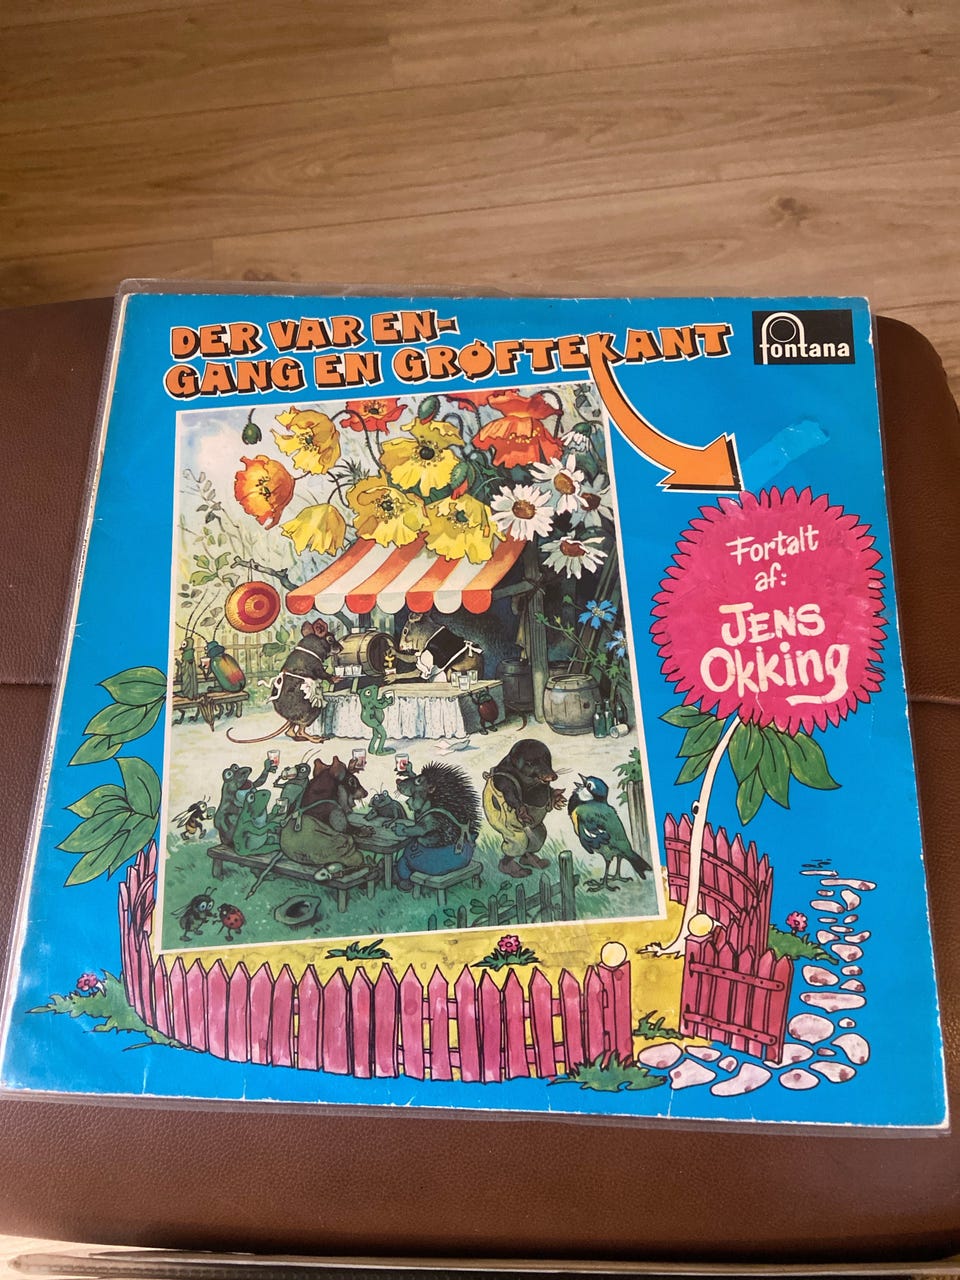 DER VAR EN-
GANG EN GRØFTEKANT
fontana
Fortalt
af:
JENS
Okking